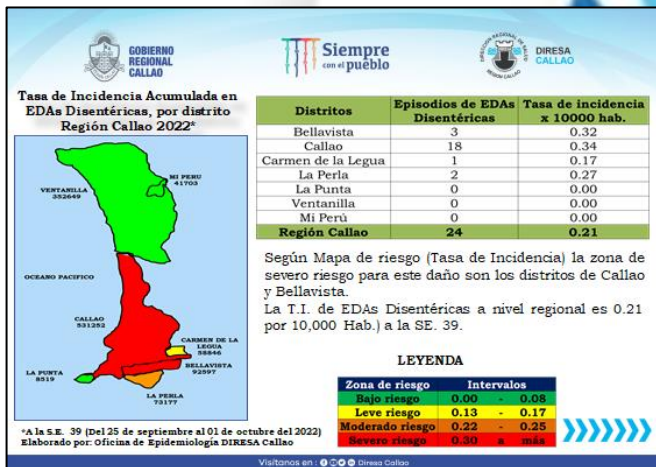 GOBIERNO
REGIONAL
CALLAO
Siempre
con el pueblo
DIRESA
CALLAO
Tasa de Incidencia Acumulada en
EDAs Disentéricas, por distrito
Región Callao 2022*
MI PERU
41703
VENTANILLA
352649
OCEANO PACIFICO
CALLAO
531252
CARMEN DE LA
LEGUA
58846
BELLAVISTA
92597
LA PUNTA
8519
LA PERLA
73177
*A la S.E. 39 (Del 25 de septiembre al 01 de octubre del 2022)
Elaborado por: Oficina de Epidemiología DIRESA Callao
Distritos Episodios de EDAs Disentéricas Tasa de incidencia x 10000 hab.
Bellavista 3 0.32
Callao 18 0.34
Carmen de la Legua 1 0.17
La Perla 2 0.27
La Punta 0 0.00
Ventanilla 0 0.00
Mi Perú 0 0.00
Región Callao 24 0.21
Según Mapa de riesgo (Tasa de Incidencia) la zona de
severo riesgo para este daño son los distritos de Callao
y Bellavista.
La T.I. de EDAs Disentéricas a nivel regional es 0.21
por 10,000 Hab.) a la SE. 39.
LEYENDA
Zona de riesgo Intervalos
Bajo riesgo 0.00 - 0.08
Leve riesgo 0.13 - 0.17
Moderado riesgo 0.22 - 0.25
Severo riesgo 0.30 a más
Visítanos en : Diresa Callao